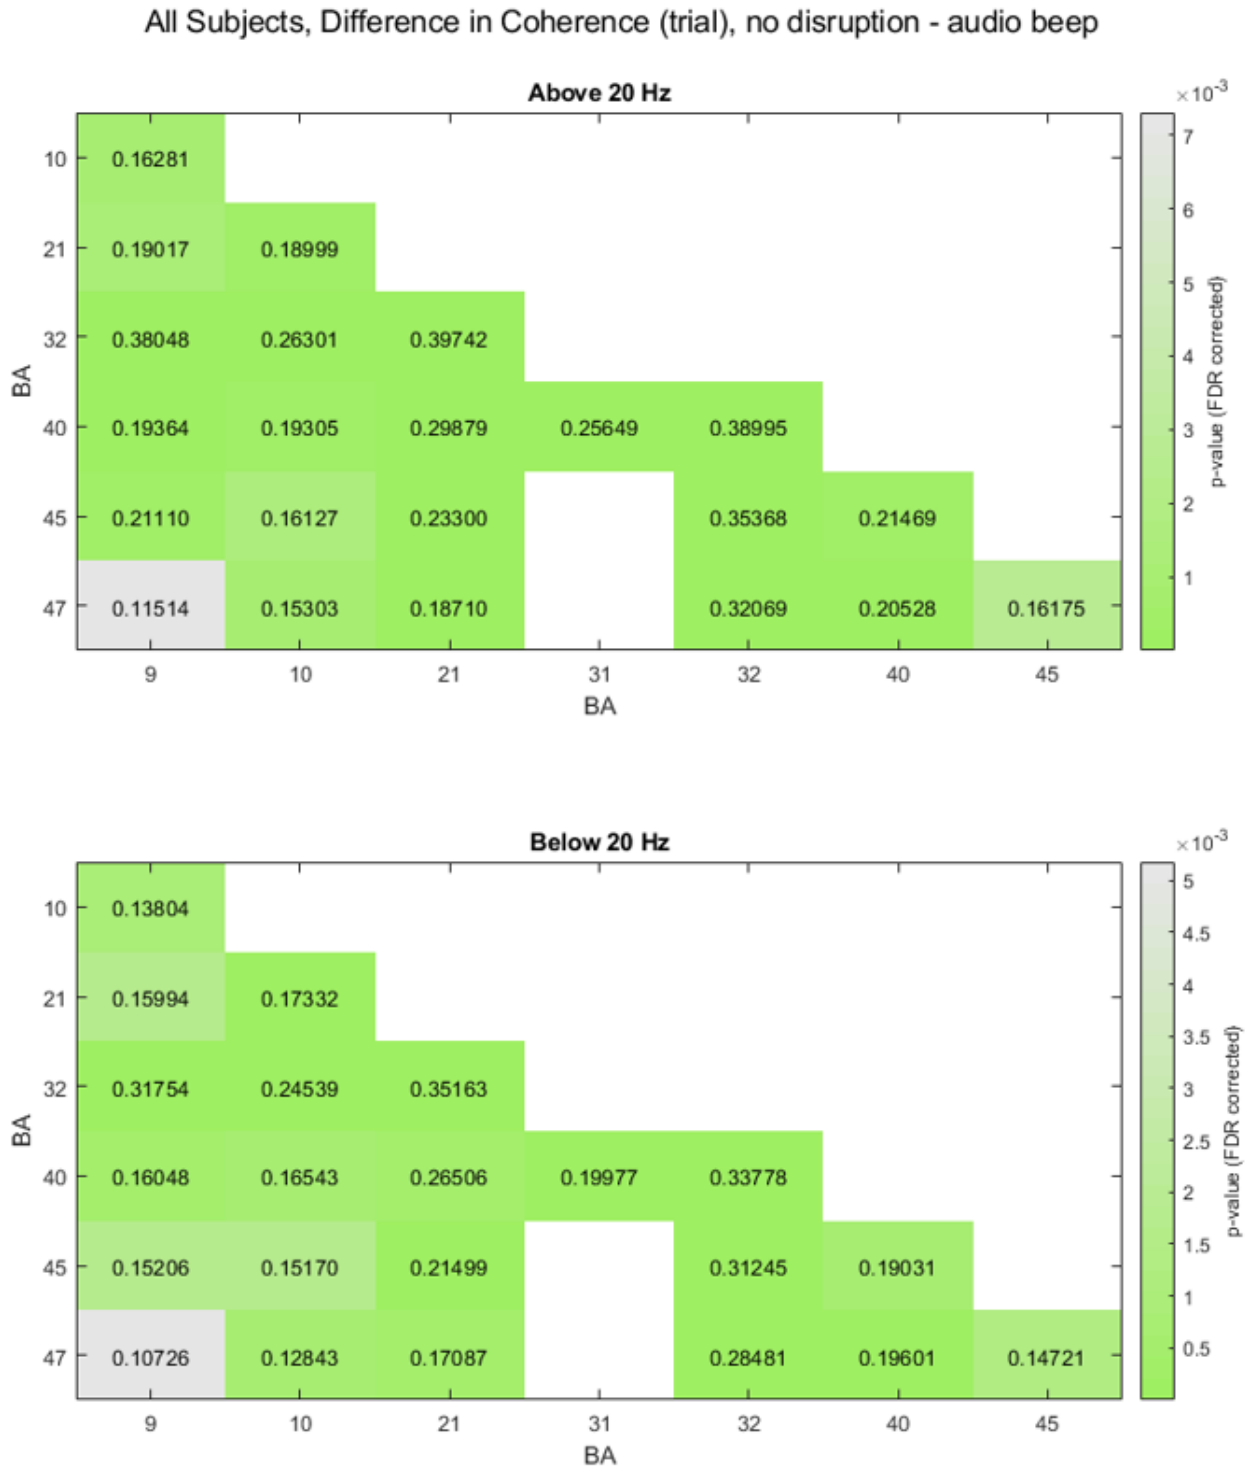 All Subjects, Difference in Coherence (trial), no disruption - audio beep
Above 20 Hz
×10-3
10 0.16281
21 0.19017 0.18999
32 0.38048 0.26301 0.39742
40 0.19364 0.19305 0.29879 0.25649 0.38995
45 0.21110 0.16127 0.23300 0.35368 0.21469
47 0.11514 0.15303 0.18710 0.32069 0.20528 0.16175
9 10 21 31 32 40 45
BA
BA
7
6
5
4
3
2
1
p-value (FDR corrected)
Below 20 Hz
×10-3
10 0.13804
21 0.15994 0.17332
32 0.31754 0.24539 0.35163
40 0.16048 0.16543 0.26506 0.19977 0.33778
45 0.15206 0.15170 0.21499 0.31245 0.19031
47 0.10726 0.12843 0.17087 0.28481 0.19601 0.14721
9 10 21 31 32 40 45
BA
BA
5
4.5
4
3.5
3
2.5
2
1.5
1
0.5
p-value (FDR corrected)